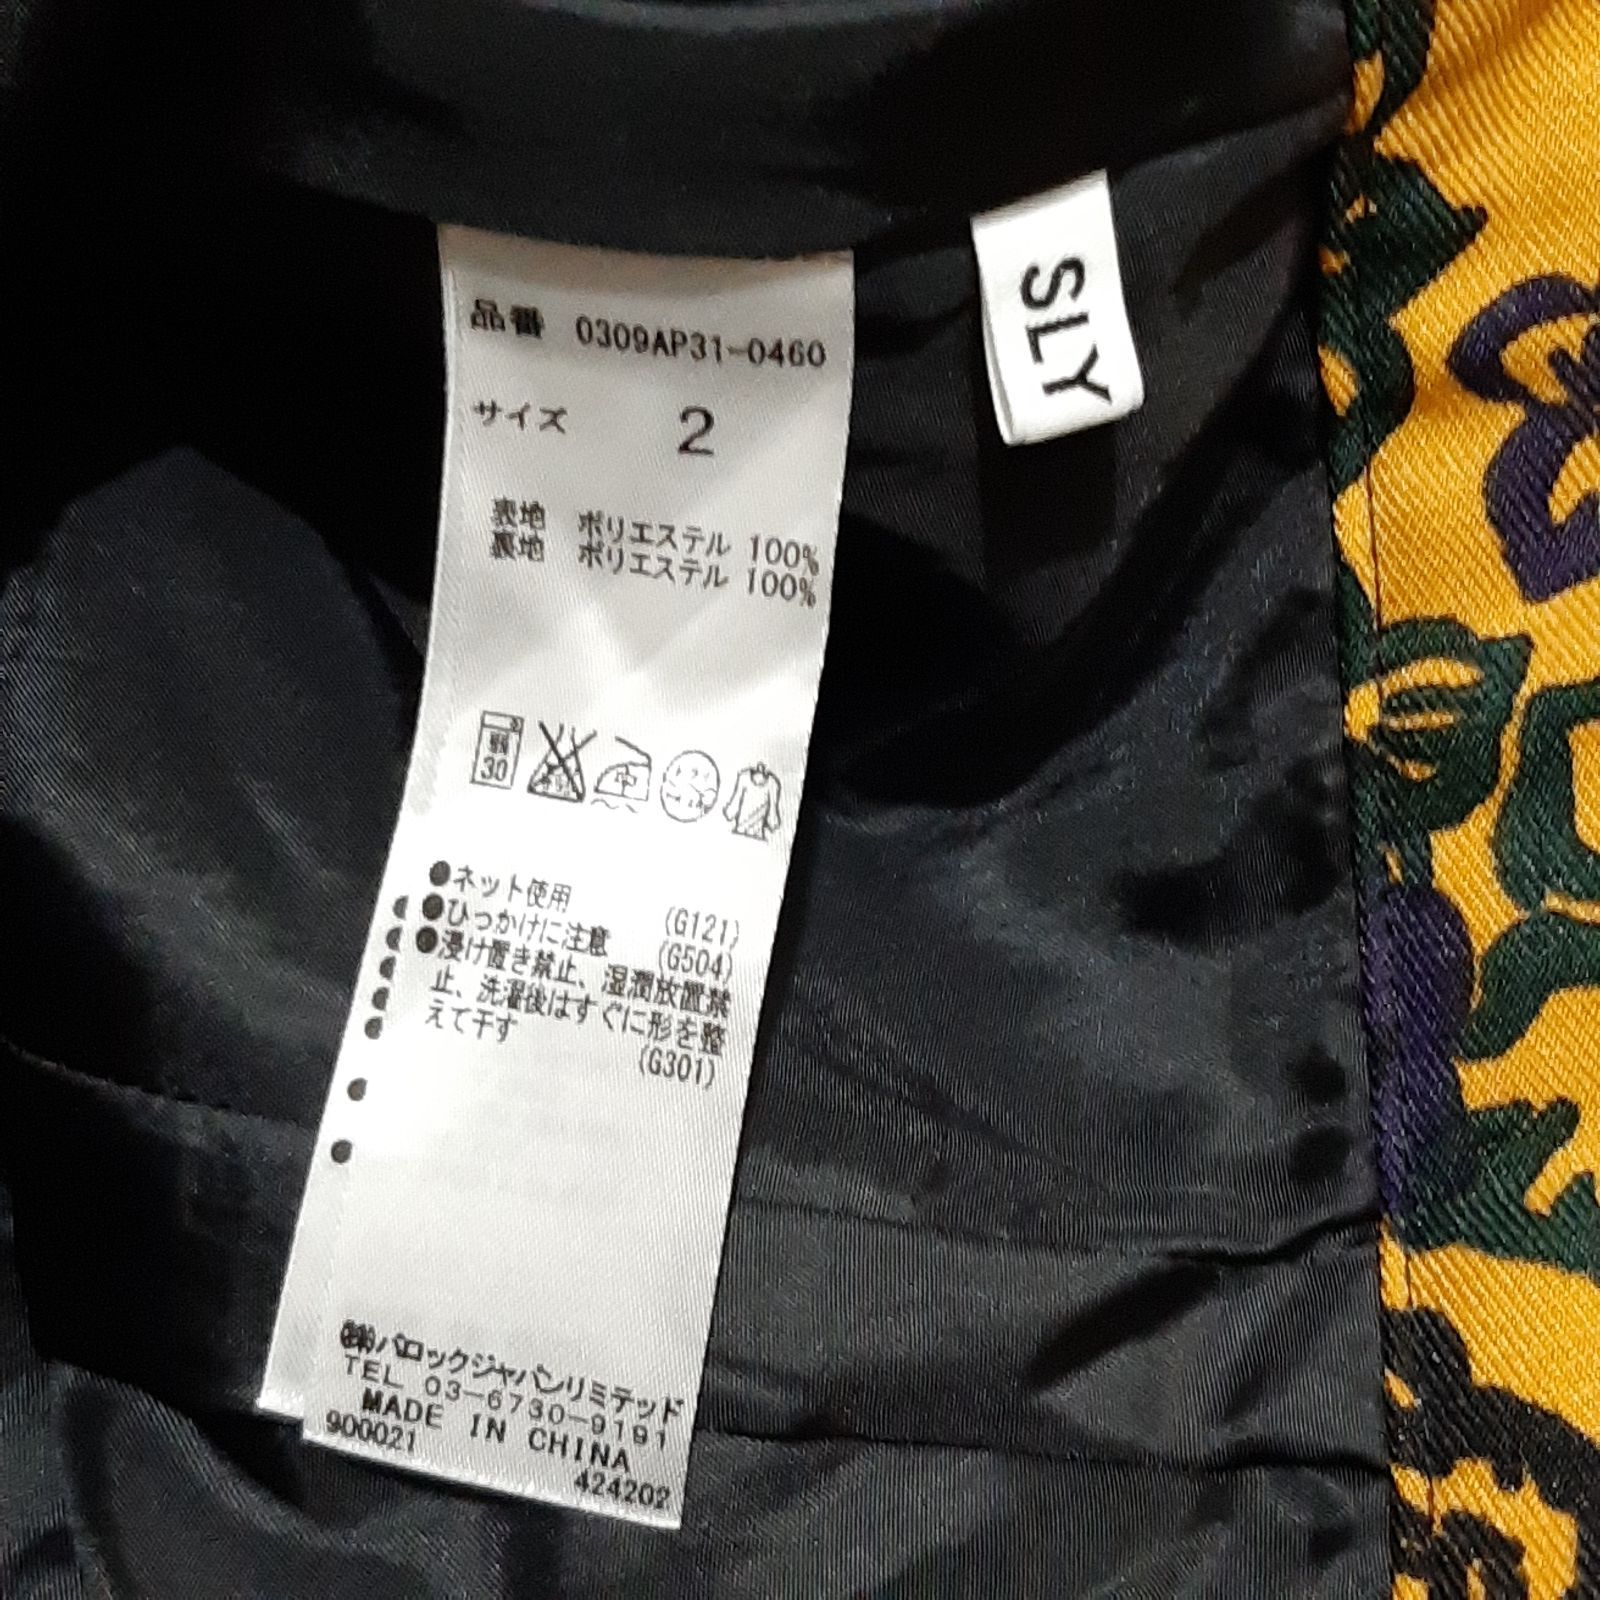 品番 0309AP31-0460
サイズ 2
表地 ポリエステル 100%
裏地 ポリエステル 100%
30
中
●ネット使用 (G121)
●ひっかけに注意 (G504)
●浸け置き禁止、湿潤放置禁
止、洗濯後はすぐに形を整
えて干す (G301)
㈱バロックジャパンリミテッド
TEL 03-6730-9191
MADE IN CHINA
900021 424202
SLY